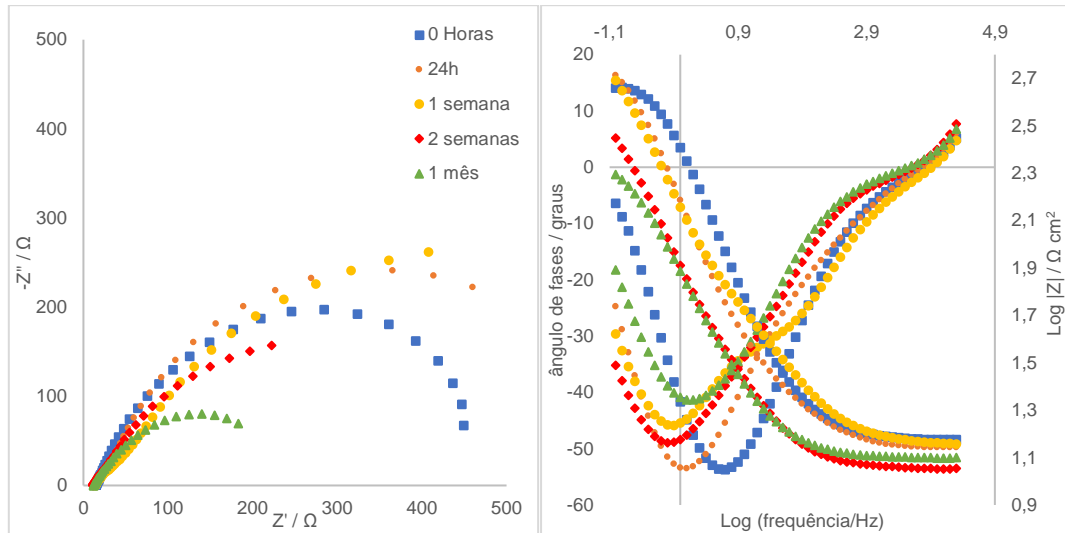 500
400
300
200
100
0
-Z'' / Ω
0 100 200 300 400 500
Z' / Ω
0 Horas
24h
1 semana
2 semanas
1 mês
-1,1 0,9 2,9 4,9
20
10
0
-10
-20
-30
-40
-50
-60
ângulo de fases / graus
2,7
2,5
2,3
2,1
1,9
1,7
1,5
1,3
1,1
0,9
Log |Z| / Ω cm²
Log (frequência/Hz)